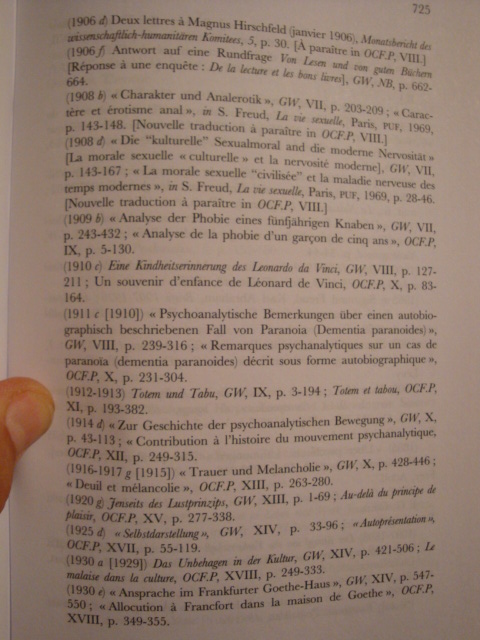 725
(1906 d) Deux lettres à Magnus Hirschfeld (janvier 1906), Monatsbericht des
wissenschaftlich-humanitären Komitees, 5, p. 30. [À paraître in OCF.P, VIII.]
(1906 f) Antwort auf eine Rundfrage Von Lesen und von guten Büchern
[Réponse à une enquête : De la lecture et les bons livres], GW, NB, p. 662-
664.
(1908 b) « Charakter und Analerotik », GW, VII, p. 203-209 ; « Carac-
tère et érotisme anal », in S. Freud, La vie sexuelle, Paris, PUF, 1969,
p. 143-148. [Nouvelle traduction à paraître in OCF.P, VIII.]
(1908 d) « Die "kulturelle" Sexualmoral and die moderne Nervosität »
[La morale sexuelle « culturelle » et la nervosité moderne], GW, VII,
p. 143-167 ; « La morale sexuelle "civilisée" et la maladie nerveuse des
temps modernes », in S. Freud, La vie sexuelle, Paris, PUF, 1969, p. 28-46.
[Nouvelle traduction à paraître in OCF.P, VIII.]
(1909 b) « Analyse der Phobie eines fünfjährigen Knaben », GW, VII,
p. 243-432 ; « Analyse de la phobie d'un garçon de cinq ans », OCF.P,
IX, p. 5-130.
(1910 c) Eine Kindheitserinnerung des Leonardo da Vinci, GW, VIII, p. 127-
211 ; Un souvenir d'enfance de Léonard de Vinci, OCF.P, X, p. 83-
164.
(1911 c [1910]) « Psychoanalytische Bemerkungen über einen autobio-
graphisch beschriebenen Fall von Paranoia (Dementia paranoides) »,
GW, VIII, p. 239-316 ; « Remarques psychanalytiques sur un cas de
paranoïa (dementia paranoides) décrit sous forme autobiographique »,
OCF.P, X, p. 231-304.
(1912-1913) Totem und Tabu, GW, IX, p. 3-194 ; Totem et tabou, OCF.P,
XI, p. 193-382.
(1914 d) « Zur Geschichte der psychoanalytischen Bewegung », GW, X,
p. 43-113 ; « Contribution à l'histoire du mouvement psychanalytique,
OCF.P, XII, p. 249-315.
(1916-1917 g [1915]) « Trauer und Melancholie », GW, X, p. 428-446 ;
« Deuil et mélancolie », OCF.P, XIII, p. 263-280.
(1920 g) Jenseits des Lustprinzips, GW, XIII, p. 1-69 ; Au-delà du principe de
plaisir, OCF.P, XV, p. 277-338.
(1925 d) « Selbstdarstellung », GW, XIV, p. 33-96 ; « Autoprésentation »,
OCF.P, XVII, p. 55-119.
(1930 a [1929]) Das Unbehagen in der Kultur, GW, XIV, p. 421-506 ; Le
malaise dans la culture, OCF.P, XVIII, p. 249-333.
(1930 e) « Ansprache im Frankfurter Goethe-Haus », GW, XIV, p. 547-
550 ; « Allocution à Francfort dans la maison de Goethe », OCF.P,
XVIII, p. 349-355.